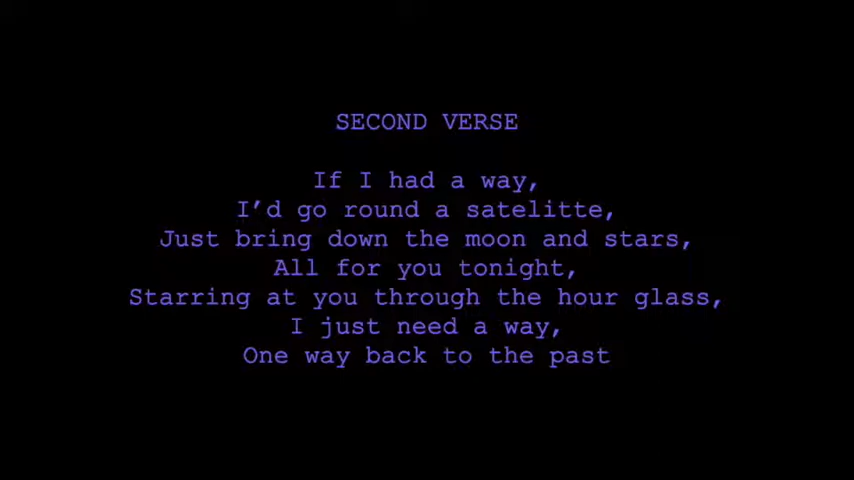 SECOND VERSE
If I had a way,
I’d go round a satelitte,
Just bring down the moon and stars,
All for you tonight,
Starring at you through the hour glass,
I just need a way,
One way back to the past